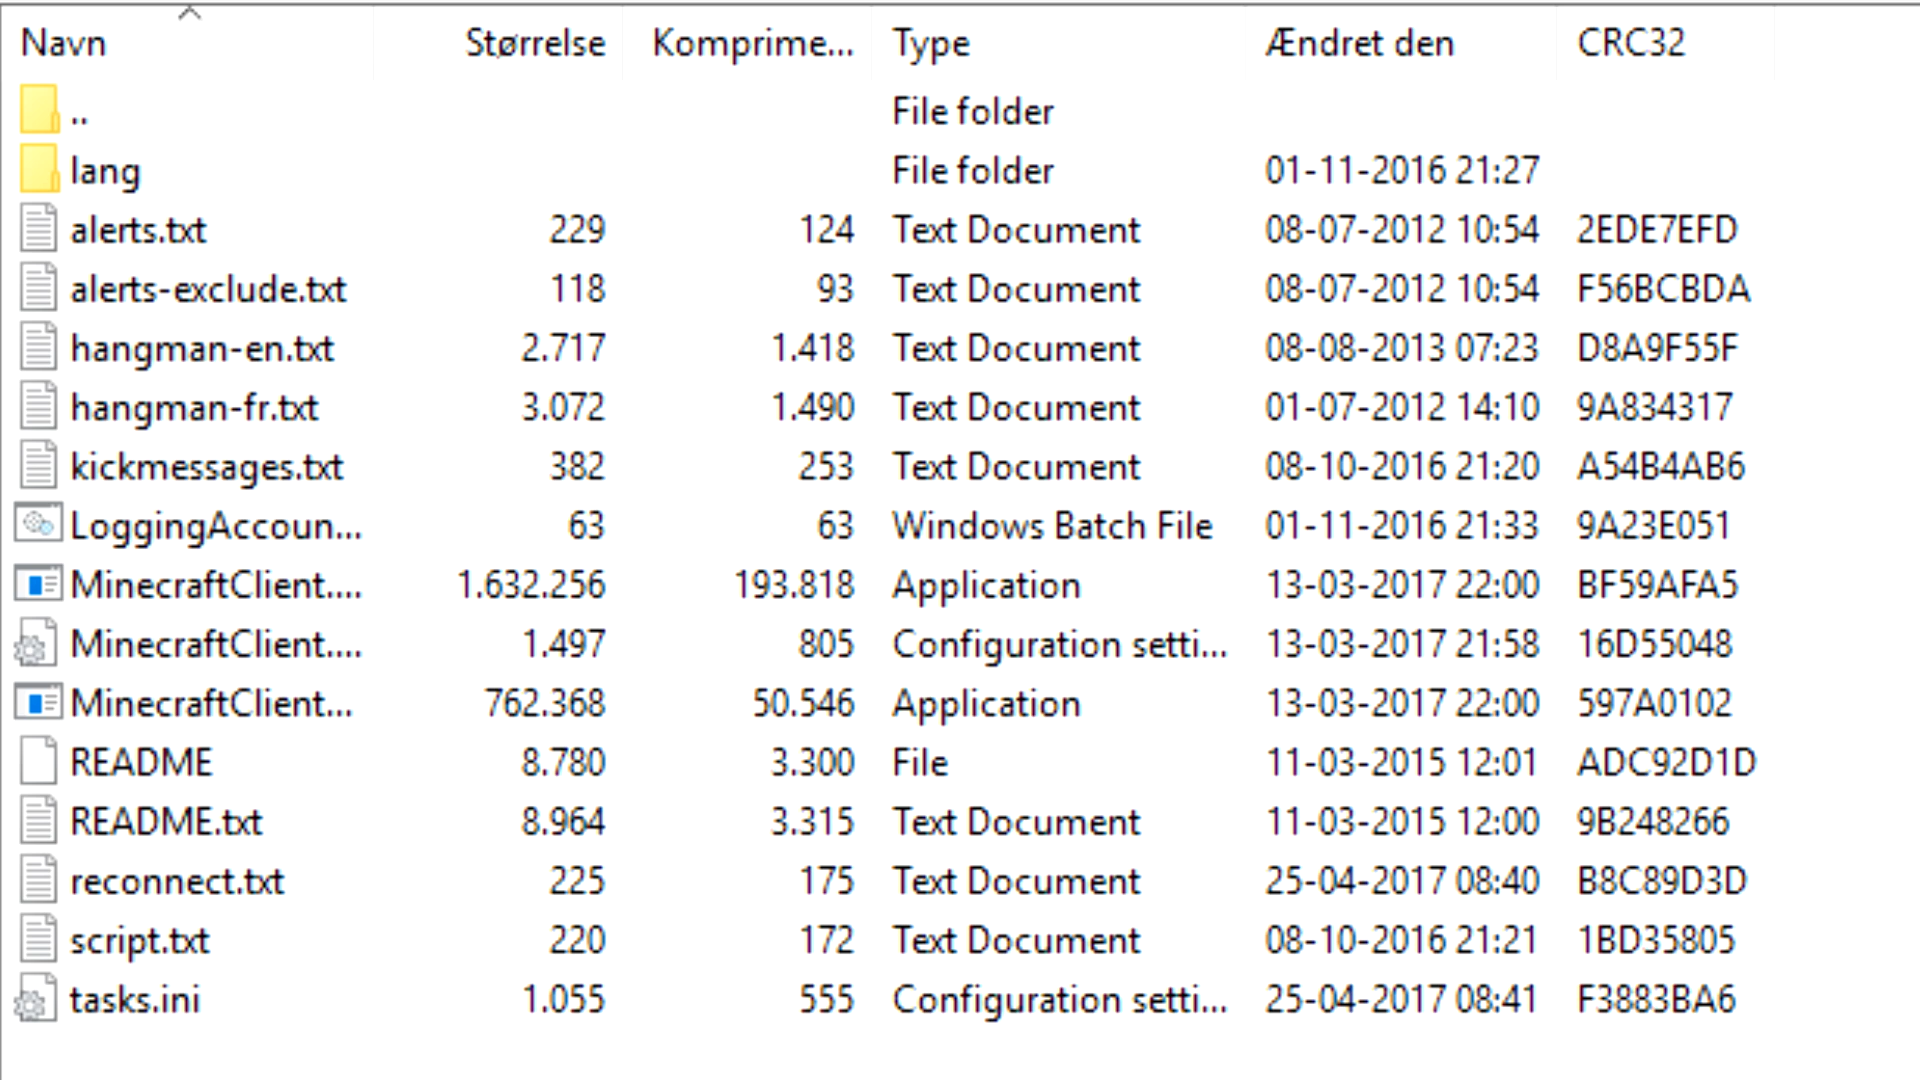 Navn Størrelse Komprime... Type Ændret den CRC32
.. File folder
lang File folder 01-11-2016 21:27
alerts.txt 229 124 Text Document 08-07-2012 10:54 2EDE7EFD
alerts-exclude.txt 118 93 Text Document 08-07-2012 10:54 F56BCBDA
hangman-en.txt 2.717 1.418 Text Document 08-08-2013 07:23 D8A9F55F
hangman-fr.txt 3.072 1.490 Text Document 01-07-2012 14:10 9A834317
kickmessages.txt 382 253 Text Document 08-10-2016 21:20 A54B4AB6
LoggingAccoun... 63 63 Windows Batch File 01-11-2016 21:33 9A23E051
MinecraftClient.... 1.632.256 193.818 Application 13-03-2017 22:00 BF59AFA5
MinecraftClient.... 1.497 805 Configuration setti... 13-03-2017 21:58 16D55048
MinecraftClient... 762.368 50.546 Application 13-03-2017 22:00 597A0102
README 8.780 3.300 File 11-03-2015 12:01 ADC92D1D
README.txt 8.964 3.315 Text Document 11-03-2015 12:00 9B248266
reconnect.txt 225 175 Text Document 25-04-2017 08:40 B8C89D3D
script.txt 220 172 Text Document 08-10-2016 21:21 1BD35805
tasks.ini 1.055 555 Configuration setti... 25-04-2017 08:41 F3883BA6